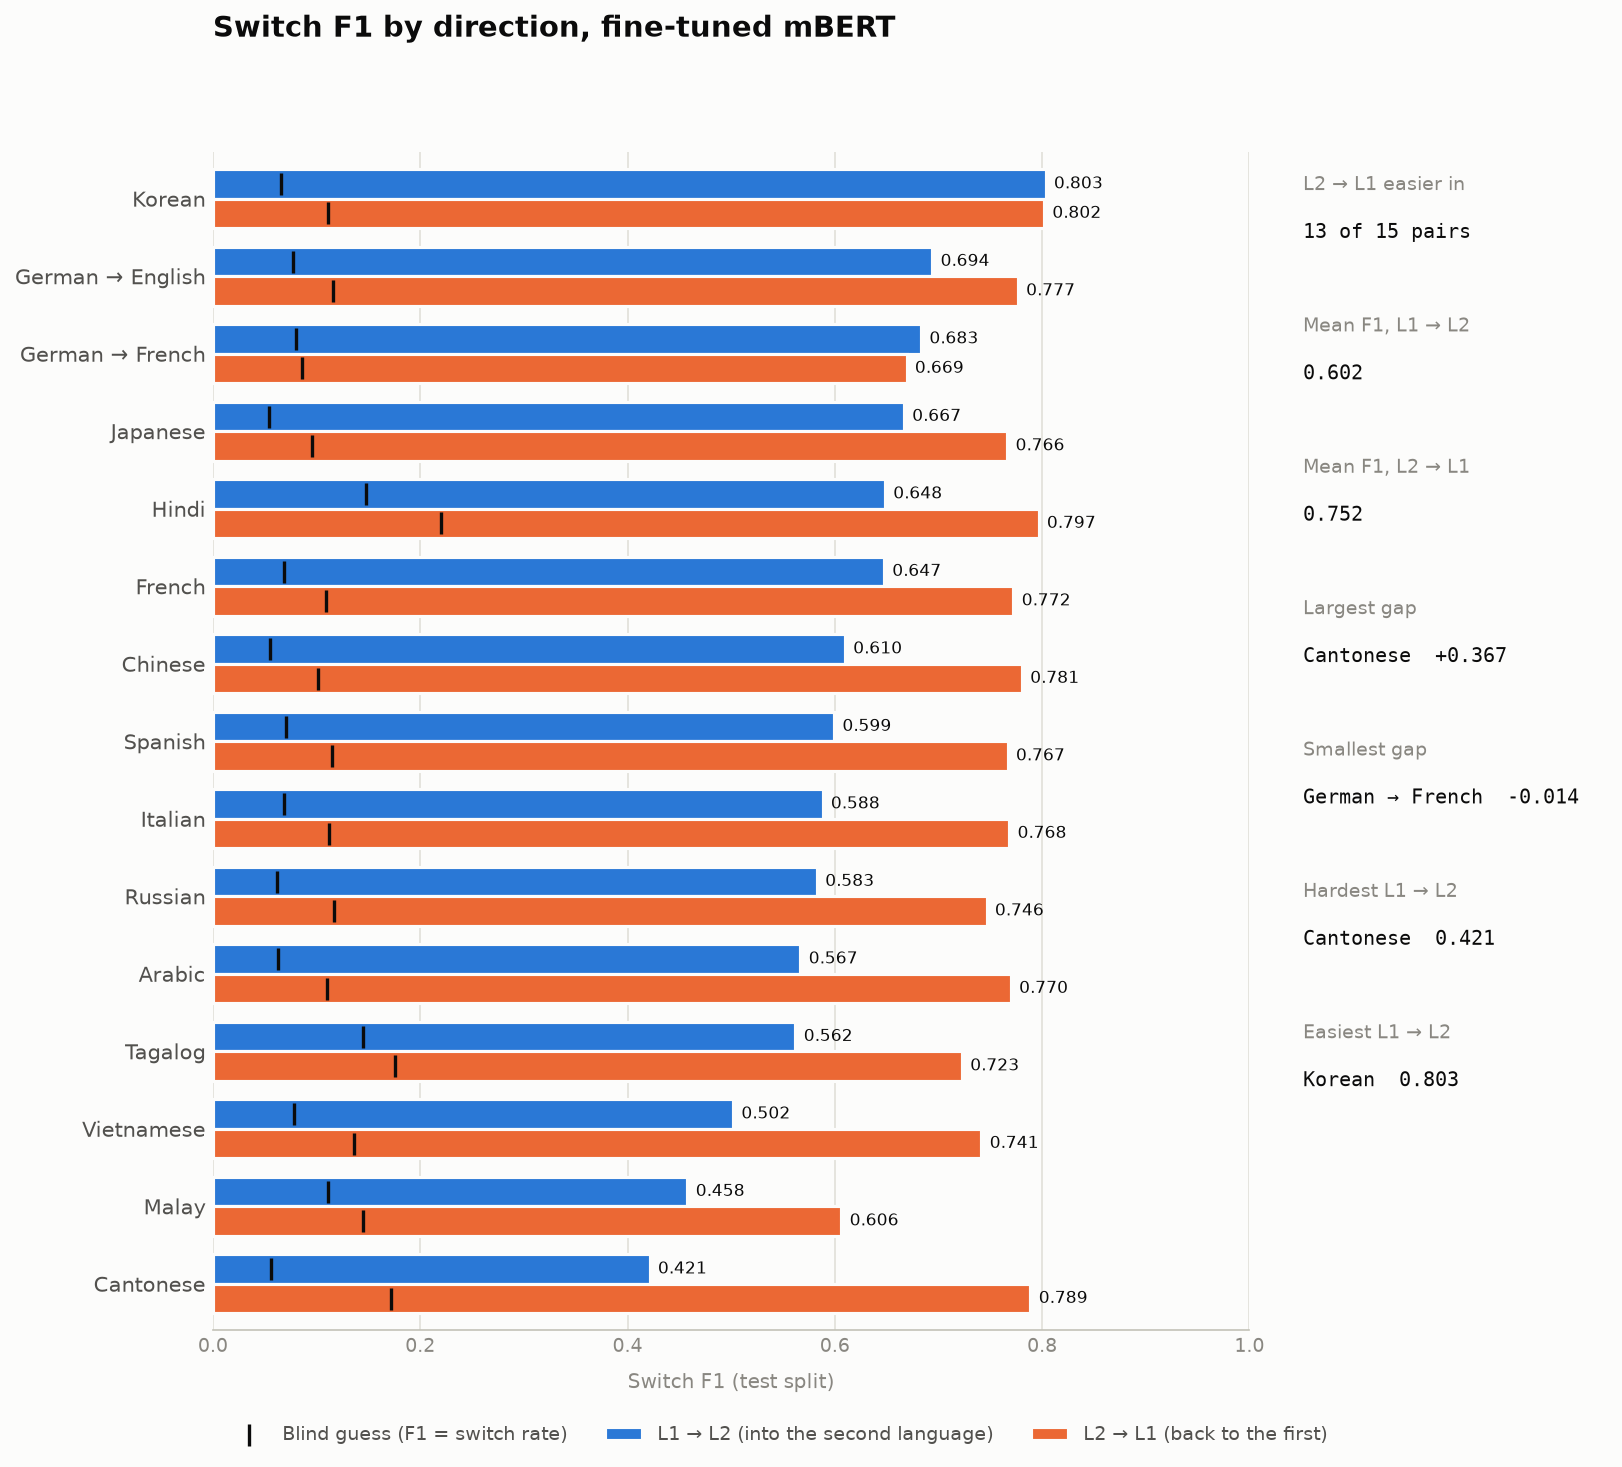 Switch F1 by direction, fine-tuned mBERT
Korean
0.803
0.802
German → English
0.694
0.777
German → French
0.683
0.669
Japanese
0.667
0.766
Hindi
0.648
0.797
French
0.647
0.772
Chinese
0.610
0.781
Spanish
0.599
0.767
Italian
0.588
0.768
Russian
0.583
0.746
Arabic
0.567
0.770
Tagalog
0.562
0.723
Vietnamese
0.502
0.741
Malay
0.458
0.606
Cantonese
0.421
0.789
0.0 0.2 0.4 0.6 0.8 1.0
Switch F1 (test split)
Blind guess (F1 = switch rate)
L1 → L2 (into the second language)
L2 → L1 (back to the first)
L2 → L1 easier in
13 of 15 pairs
Mean F1, L1 → L2
0.602
Mean F1, L2 → L1
0.752
Largest gap
Cantonese +0.367
Smallest gap
German → French -0.014
Hardest L1 → L2
Cantonese 0.421
Easiest L1 → L2
Korean 0.803